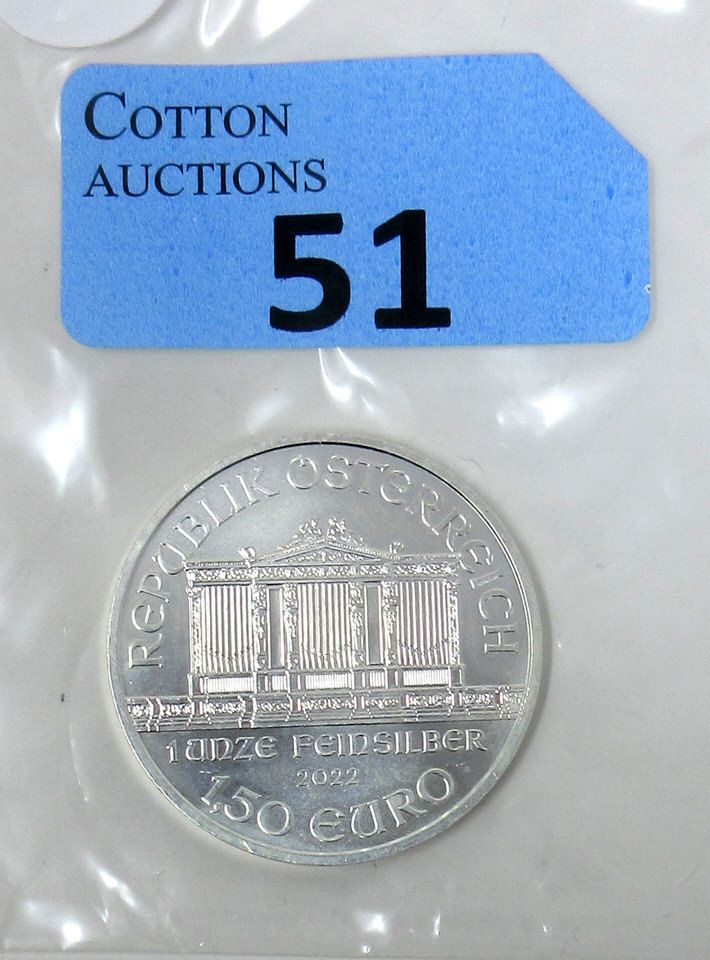 COTTON
AUCTIONS
51
REPUBLIK ÖSTERREICH
1 UNZE FEINSILBER
2022
1,50 EURO